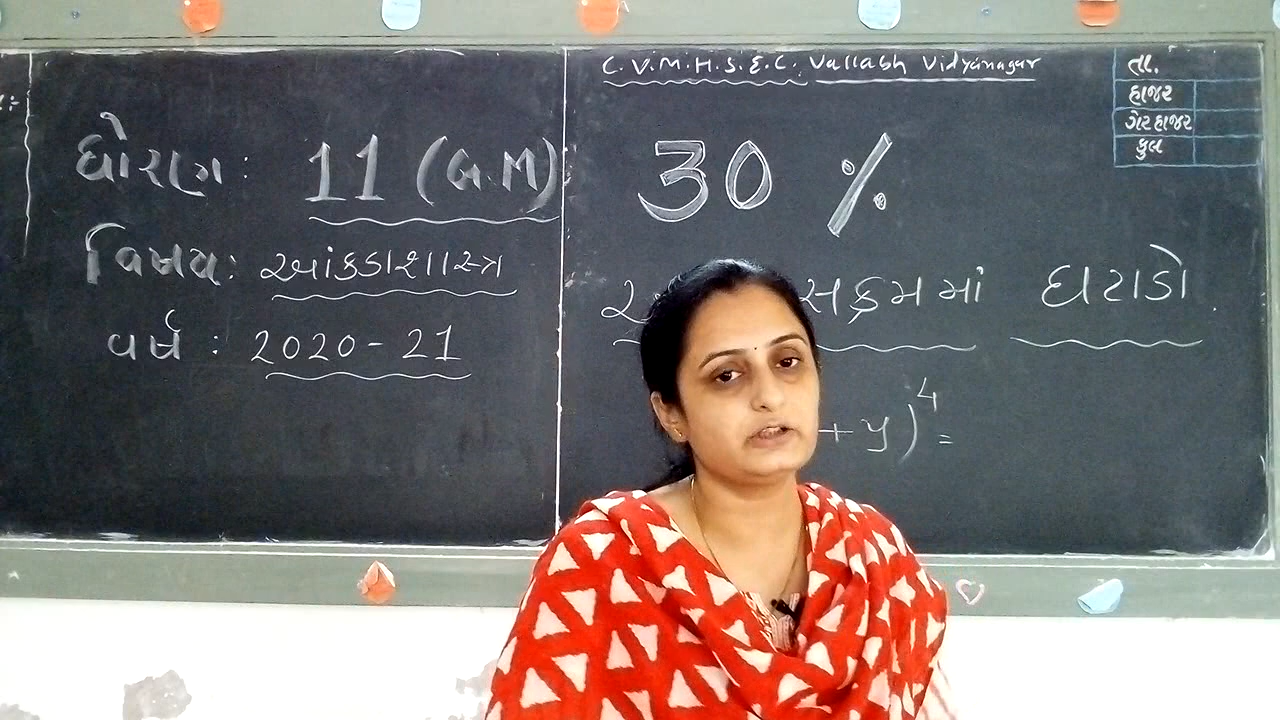 C.V.M.H.S.E.C. Vallabh Vidyanagar
તા.
હાજર
ગેરહાજર
કુલ
ધોરણ: 11 (G.M)
વિષય: આંકડાશાસ્ત્ર
વર્ષ : 2020-21
30 %
સક્રમમાં ઘટાડો
+ y)⁴ =